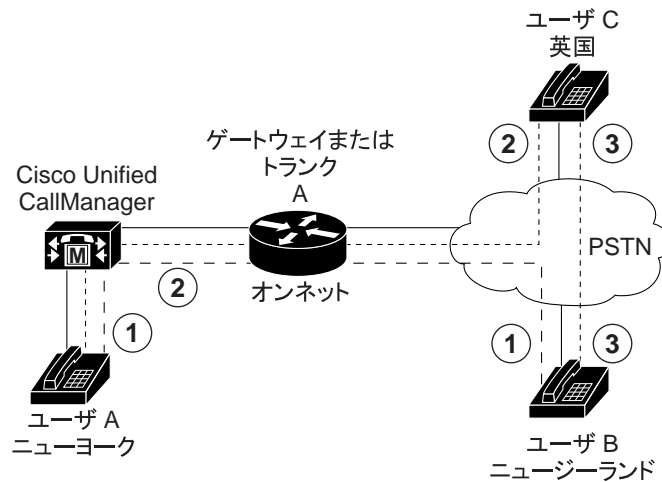 ユーザ C
英国
2
3
ゲートウェイまたは
トランク
A
Cisco Unified
CallManager
M
PSTN
オンネット
2
1
1
3
ユーザ A
ニューヨーク
ユーザ B
ニュージーランド